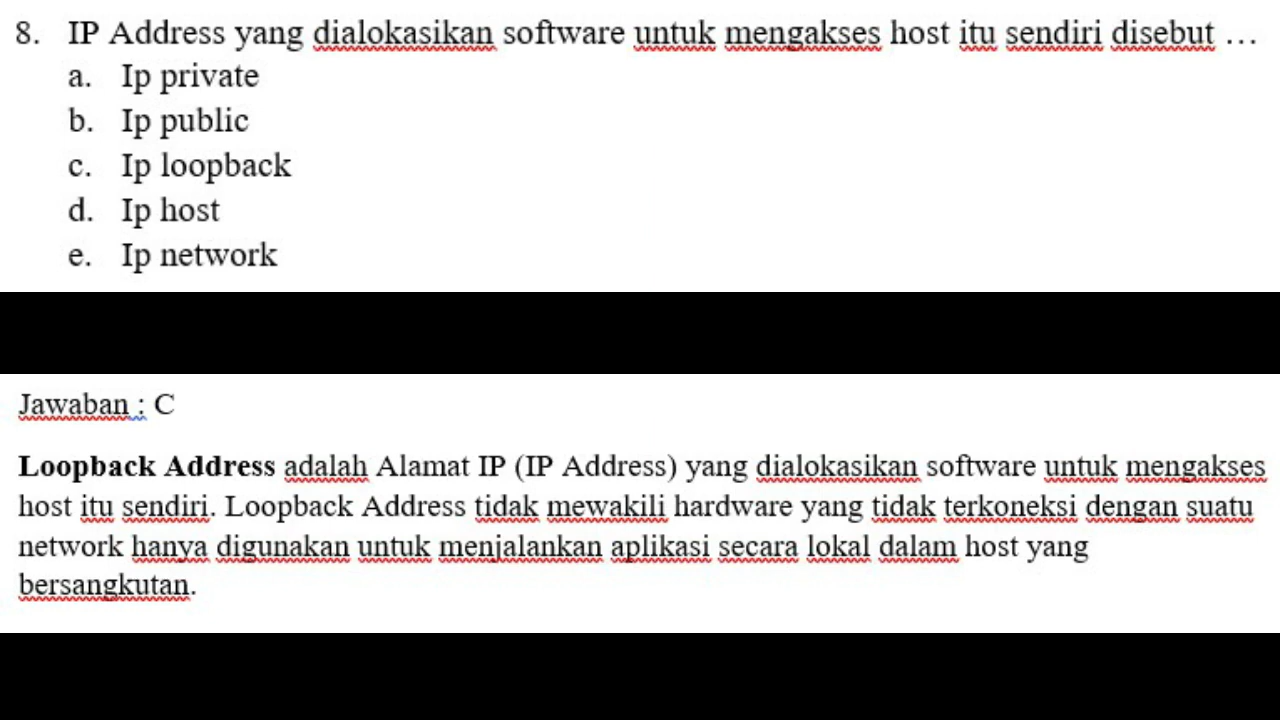 8. IP Address yang dialokasikan software untuk mengakses host itu sendiri disebut …
a. Ip private
b. Ip public
c. Ip loopback
d. Ip host
e. Ip network
Jawaban : C
Loopback Address adalah Alamat IP (IP Address) yang dialokasikan software untuk mengakses
host itu sendiri. Loopback Address tidak mewakili hardware yang tidak terkoneksi dengan suatu
network hanya digunakan untuk menjalankan aplikasi secara lokal dalam host yang
bersangkutan.